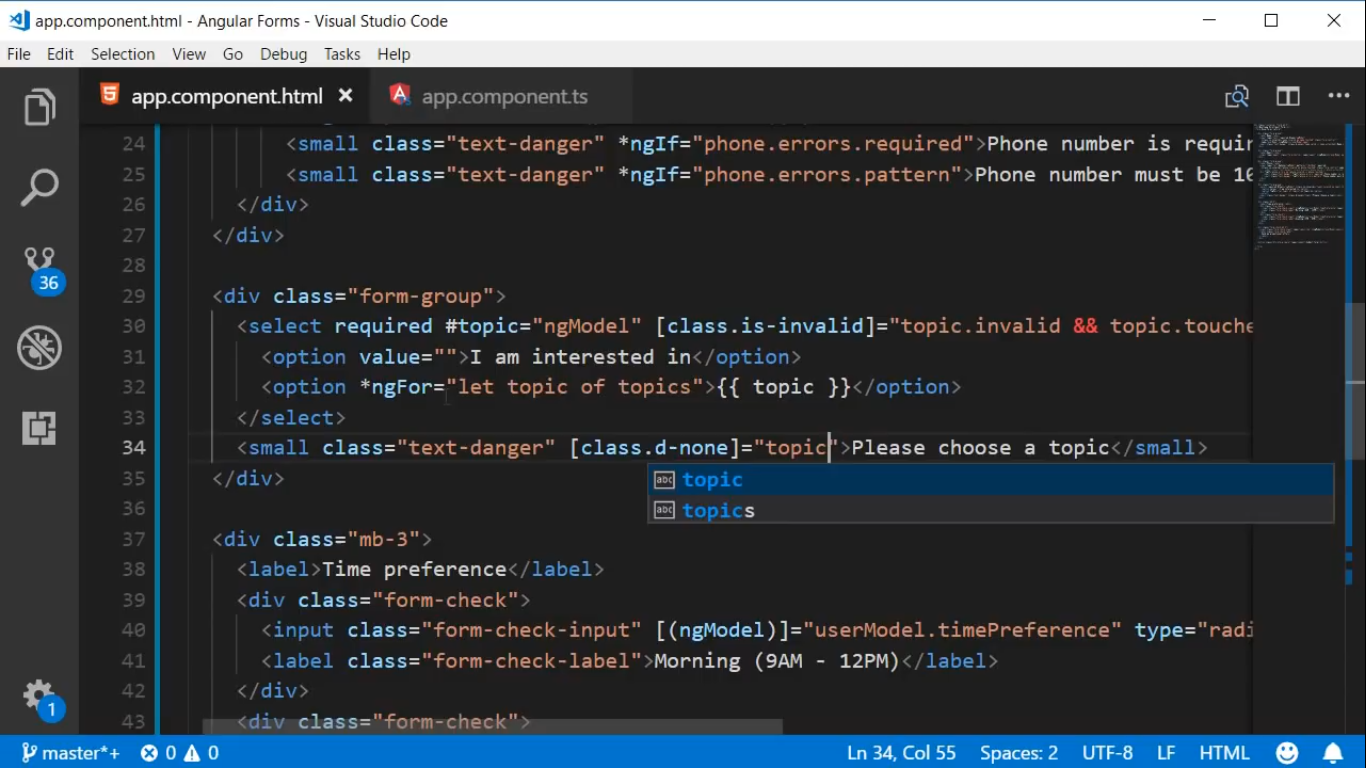 app.component.html - Angular Forms - Visual Studio Code
File Edit Selection View Go Debug Tasks Help
app.component.html app.component.ts
24 <small class="text-danger" *ngIf="phone.errors.required">Phone number is requir
25 <small class="text-danger" *ngIf="phone.errors.pattern">Phone number must be 10
26 </div>
27 </div>
28
29 <div class="form-group">
30 <select required #topic="ngModel" [class.is-invalid]="topic.invalid && topic.touche
31 <option value="">I am interested in</option>
32 <option *ngFor="let topic of topics">{{ topic }}</option>
33 </select>
34 <small class="text-danger" [class.d-none]="topic">Please choose a topic</small>
abc topic
35 </div>
abc topics
36
37 <div class="mb-3">
38 <label>Time preference</label>
39 <div class="form-check">
40 <input class="form-check-input" [(ngModel)]="userModel.timePreference" type="radi
41 <label class="form-check-label">Morning (9AM - 12PM)</label>
42 </div>
43 <div class="form-check">
36
1
master*+ 0 0 Ln 34, Col 55 Spaces: 2 UTF-8 LF HTML